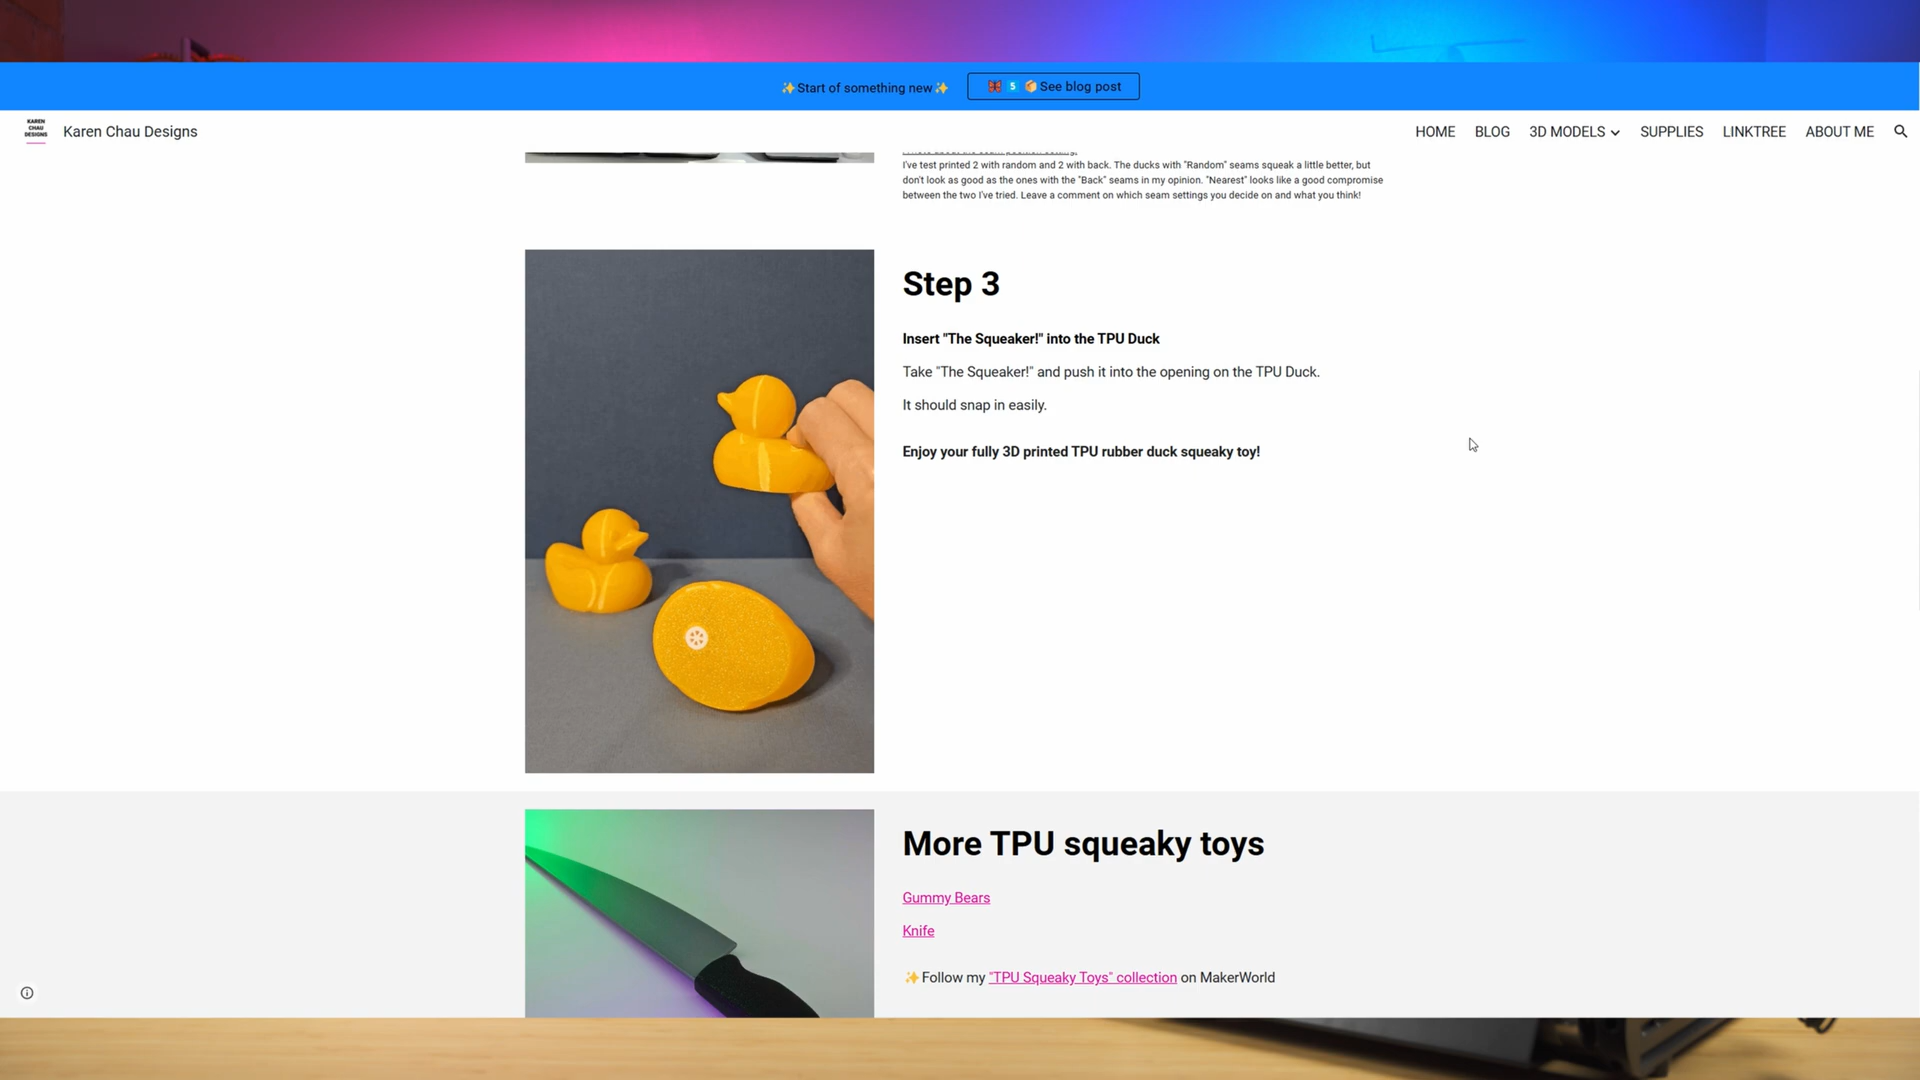 ✨Start of something new✨
🦋 5️⃣ 📦See blog post
KAREN
CHAU
DESIGNS
Karen Chau Designs
HOME
BLOG
3D MODELS
SUPPLIES
LINKTREE
ABOUT ME
I've test printed 2 with random and 2 with back. The ducks with "Random" seams squeak a little better, but
don't look as good as the ones with the "Back" seams in my opinion. "Nearest" looks like a good compromise
between the two I've tried. Leave a comment on which seam settings you decide on and what you think!
Step 3
Insert "The Squeaker!" into the TPU Duck
Take "The Squeaker!" and push it into the opening on the TPU Duck.
It should snap in easily.
Enjoy your fully 3D printed TPU rubber duck squeaky toy!
More TPU squeaky toys
Gummy Bears
Knife
✨Follow my "TPU Squeaky Toys" collection on MakerWorld